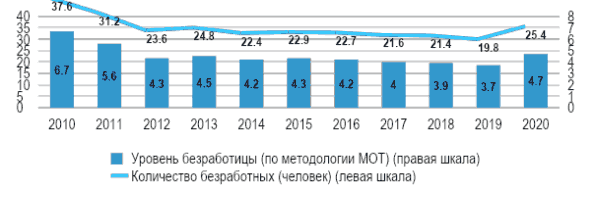 37.6
40 31.2 8
35 23.6 24.8 22.4 22.9 22.7 21.6 21.4 19.8 25.4 7
30 6
25 5
20 4
15 6.7 5.6 4.3 4.5 4.2 4.3 4.2 4 3.9 3.7 4.7 3
10 2
5 1
0 0
2010 2011 2012 2013 2014 2015 2016 2017 2018 2019 2020
Уровень безработицы (по методологии МОТ) (правая шкала)
Количество безработных (человек) (левая шкала)